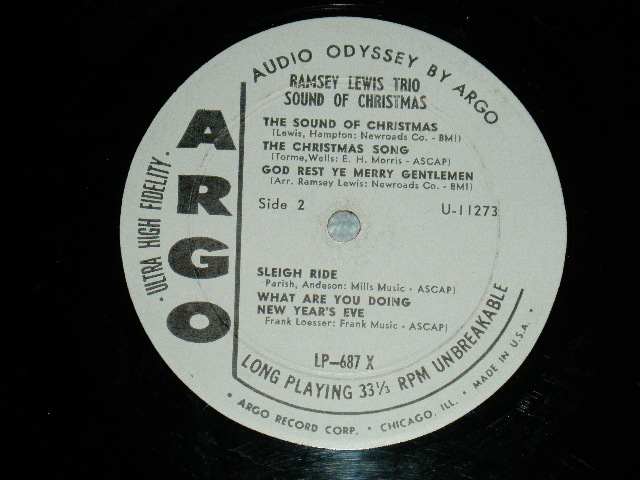 AUDIO ODYSSEY BY ARGO
RAMSEY LEWIS TRIO
SOUND OF CHRISTMAS
THE SOUND OF CHRISTMAS
(Lewis, Hampton: Newroads Co. - BMI)
THE CHRISTMAS SONG
(Torme, Wells: E. H. Morris - ASCAP)
GOD REST YE MERRY GENTLEMEN
(Arr. Ramsey Lewis: Newroads Co. - BMI)
Side 2
U-11273
ARGO
· ULTRA HIGH FIDELITY ·
SLEIGH RIDE
Parish, Andeson: Mills Music - ASCAP)
WHAT ARE YOU DOING
NEW YEAR'S EVE
Frank Loesser: Frank Music - ASCAP)
LP-687 X
LONG PLAYING 33⅓ RPM UNBREAKABLE
· ARGO RECORD CORP. · CHICAGO, ILL. · MADE IN U.S.A. ·